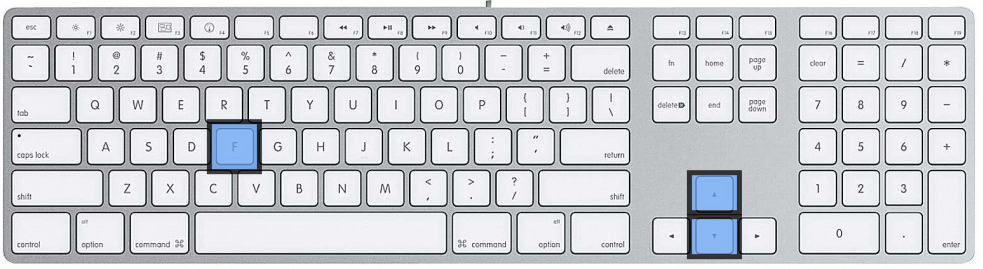 esc F1 F2 F3 F4 F5 F6 F7 F8 F9 F10 F11 F12 F13 F14 F15 F16 F17 F18 F19
~ ! @ # $ % ^ & * ( ) – +
` 1 2 3 4 5 6 7 8 9 0 - = delete fn home page up clear = / *
tab Q W E R T Y U I O P { [ } ] | \ delete end page down 7 8 9 –
caps lock A S D F G H J K L : ; " ' return 4 5 6 +
shift Z X C V B N M < , > . ? / shift 1 2 3
control alt option command ⌘ ⌘ command alt option control 0 . enter